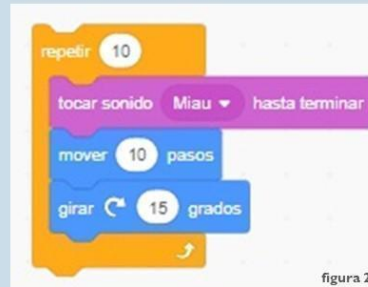 repetir 10
tocar sonido Miau hasta terminar
mover 10 pasos
girar 15 grados
figura 2